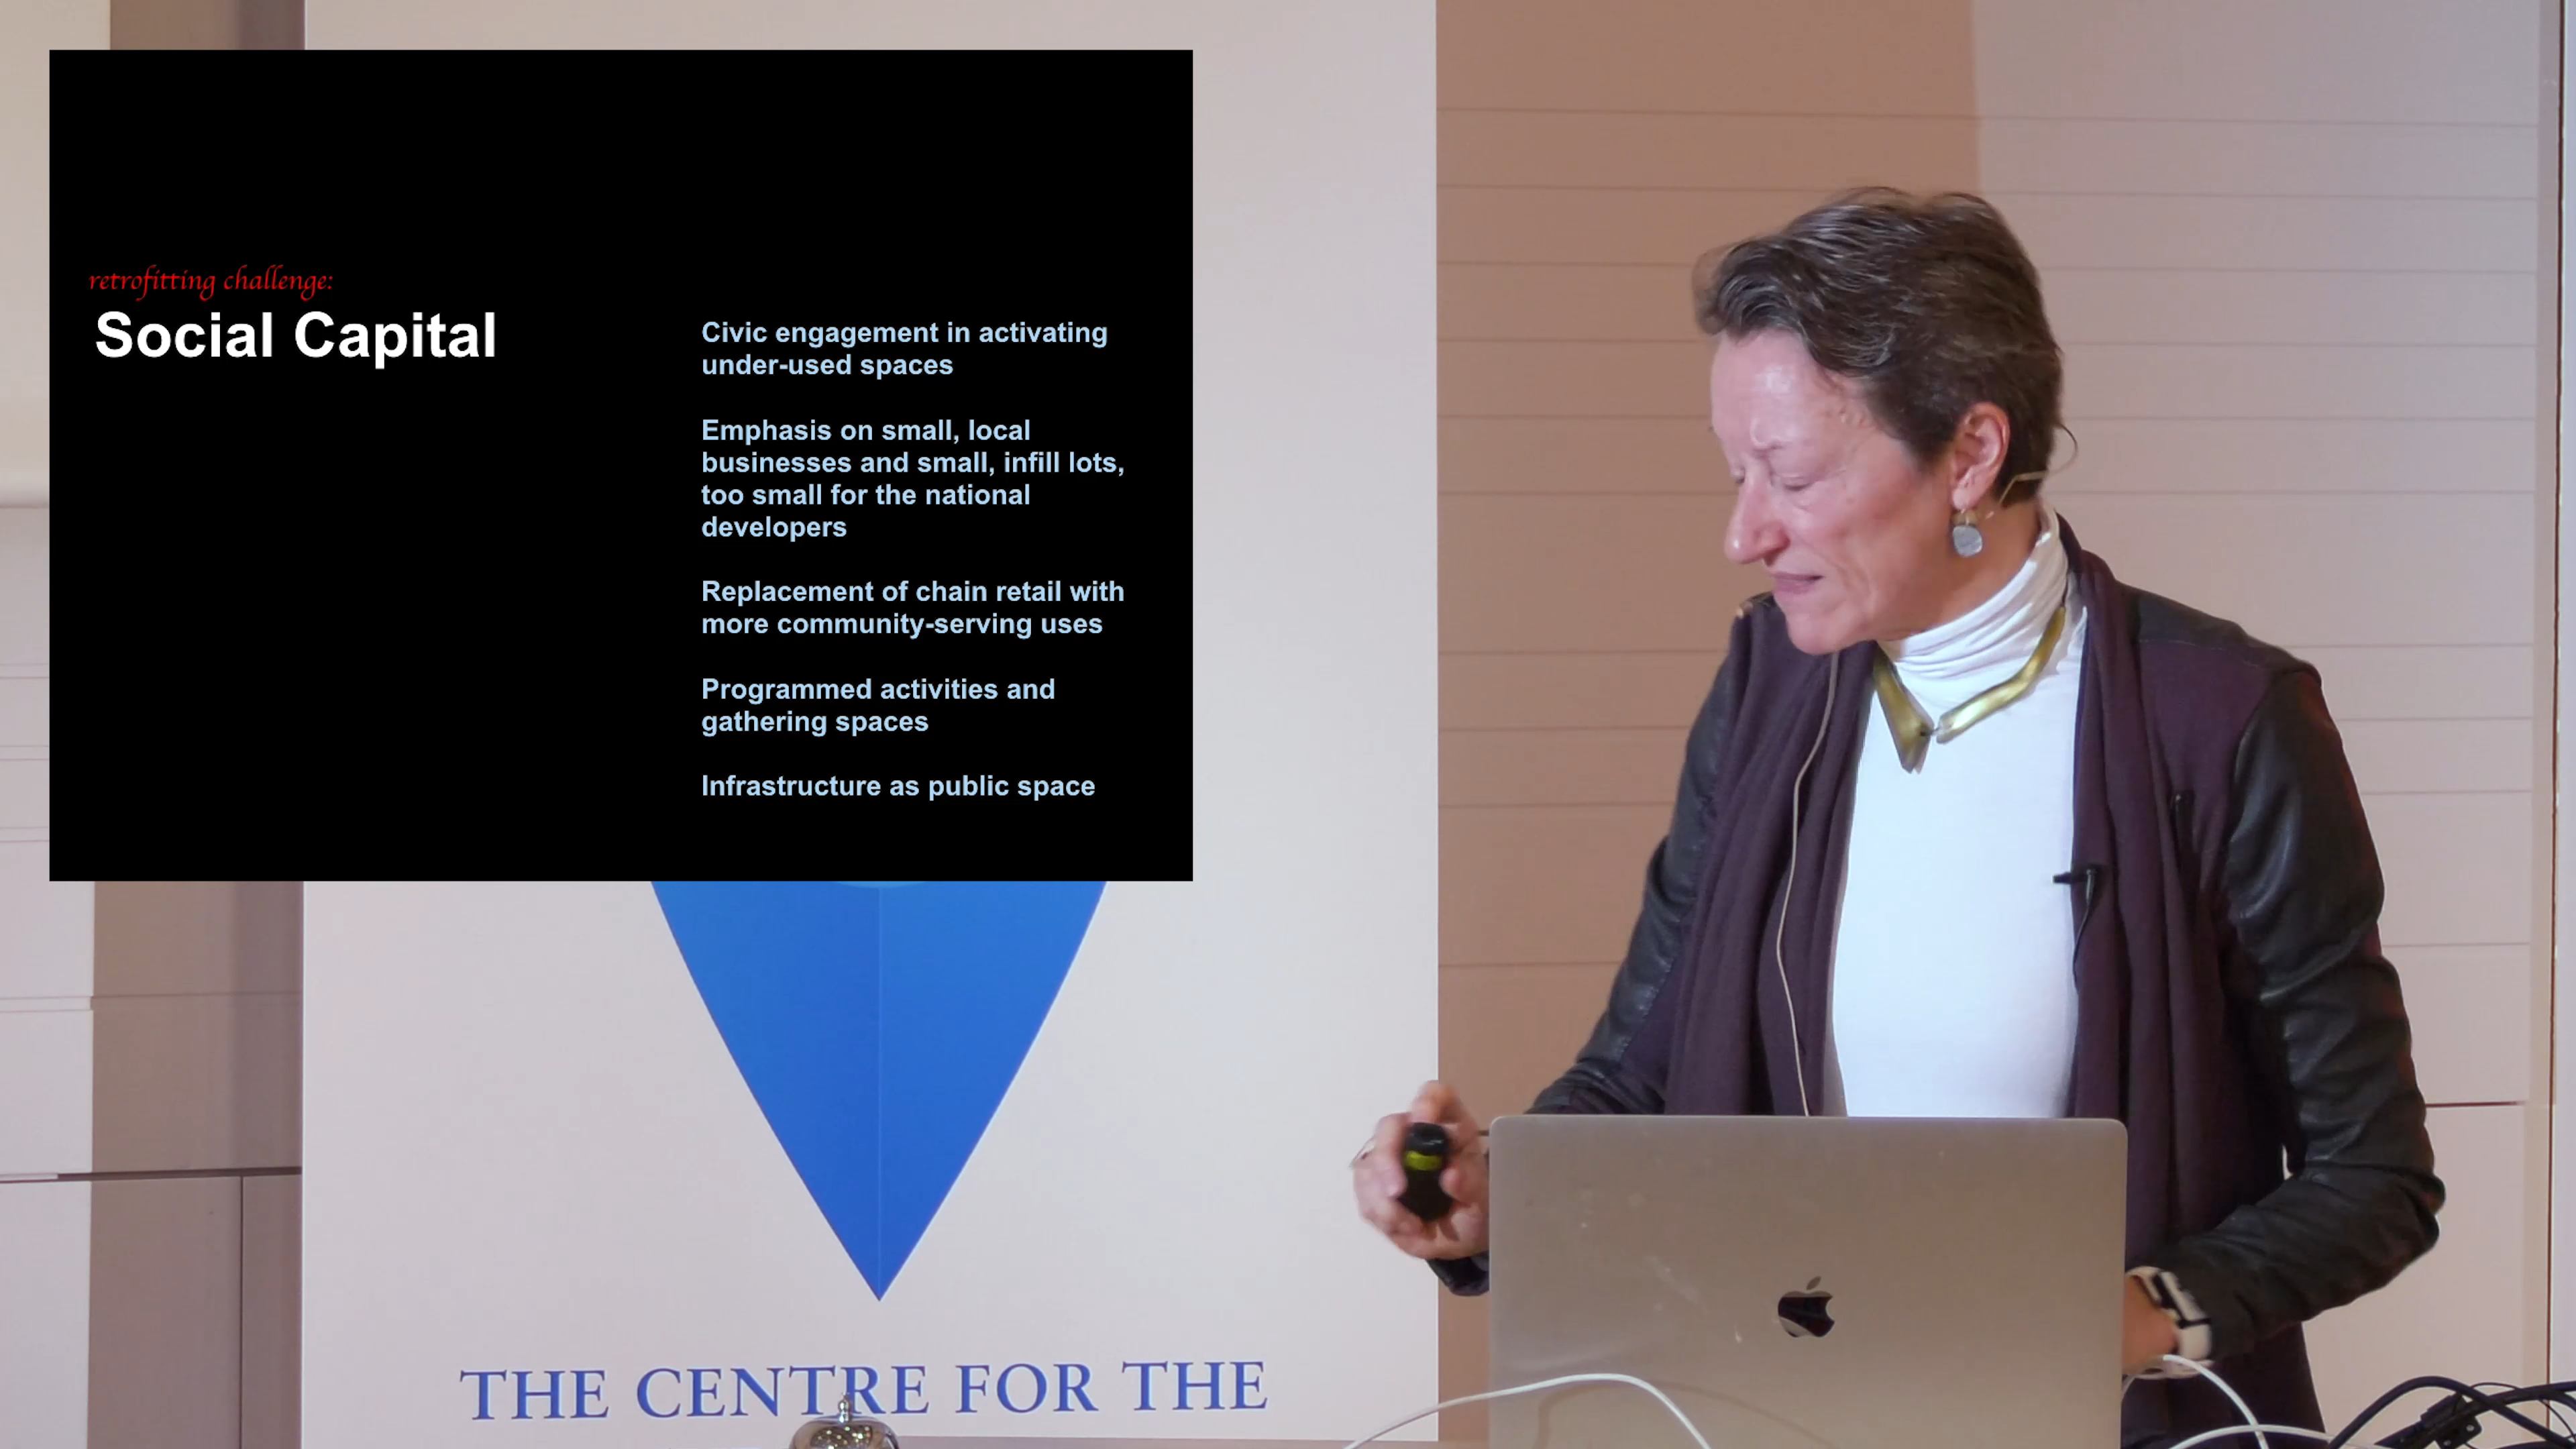 retrofitting challenge:
Social Capital
Civic engagement in activating
under-used spaces
Emphasis on small, local
businesses and small, infill lots,
too small for the national
developers
Replacement of chain retail with
more community-serving uses
Programmed activities and
gathering spaces
Infrastructure as public space
THE CENTRE FOR THE